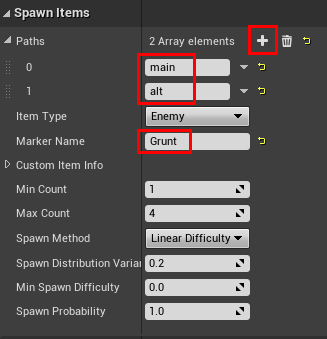 Spawn Items
Paths 2 Array elements
0 main
1 alt
Item Type Enemy
Marker Name Grunt
Custom Item Info
Min Count 1
Max Count 4
Spawn Method Linear Difficulty
Spawn Distribution Varian 0.2
Min Spawn Difficulty 0.0
Spawn Probability 1.0